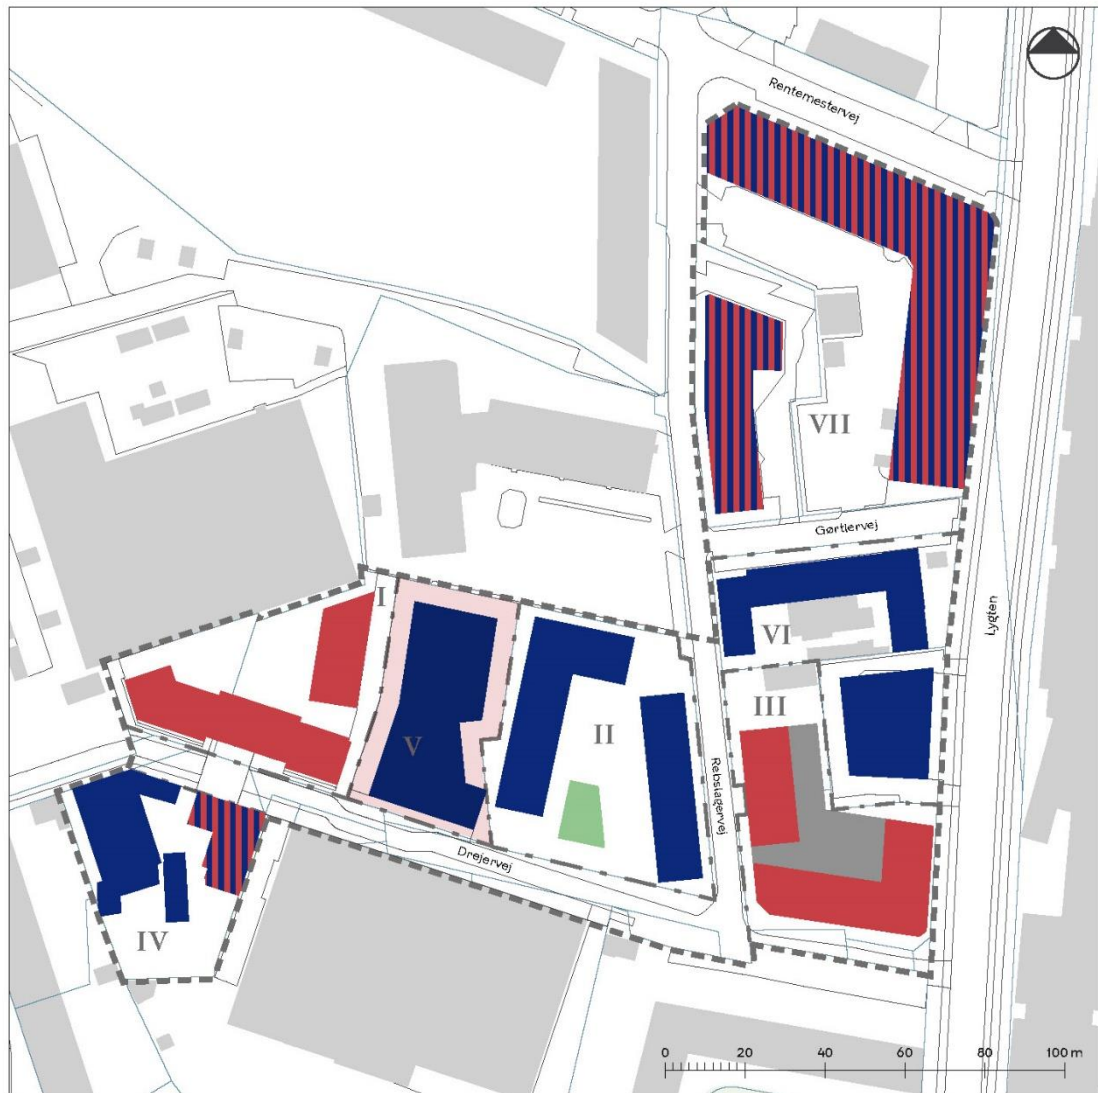 Rentemestervej
VII
Gørtlervej
I
VI
Lygten
III
II
V
Rebslagervej
Drejervej
IV
0 20 40 60 80 100 m